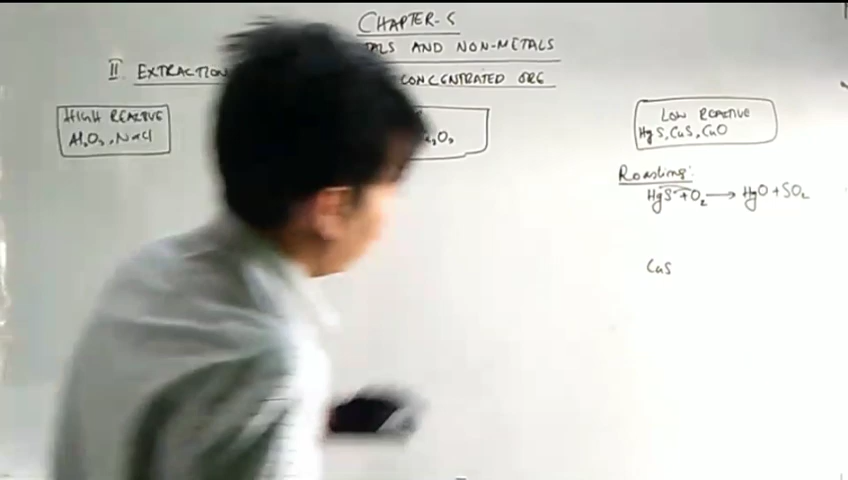 CHAPTER-5
AND NON-METALS
II EXTRACTION CONCENTRATED ORE
HIGH REACTIVE
Al₂O₃, NaCl
₂O₃
LOW REACTIVE
HgS, CuS, CuO
Roasting:
HgS + O₂ → HgO + SO₂
CuS